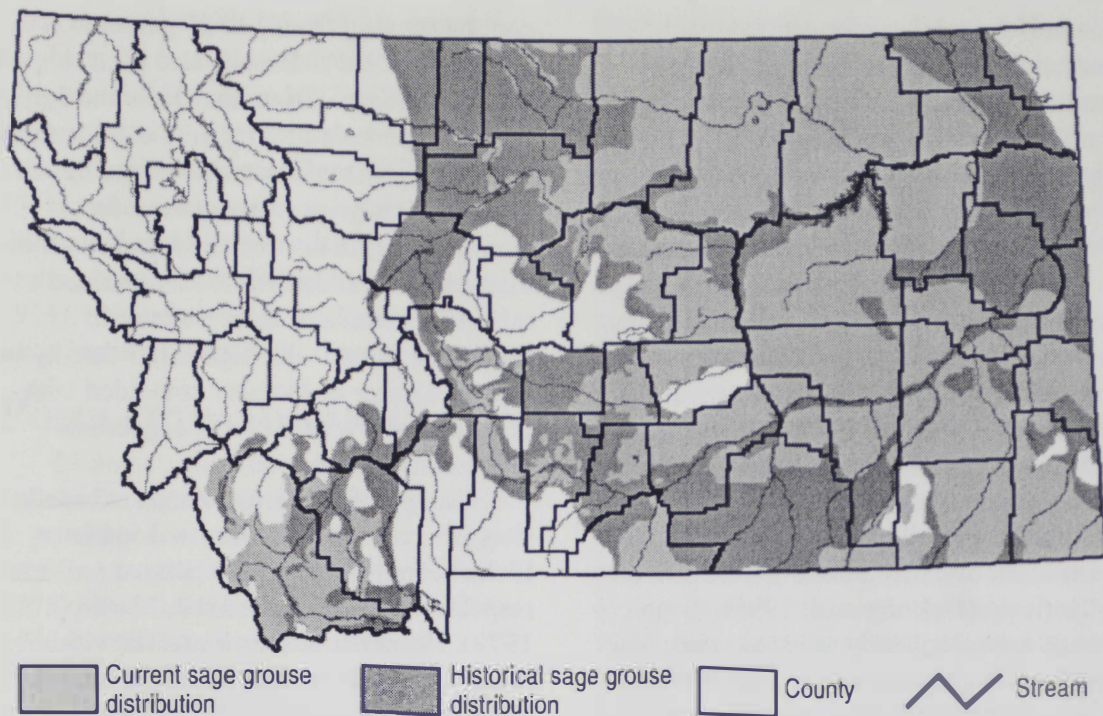 Current sage grouse
distribution
Historical sage grouse
distribution
County
Stream